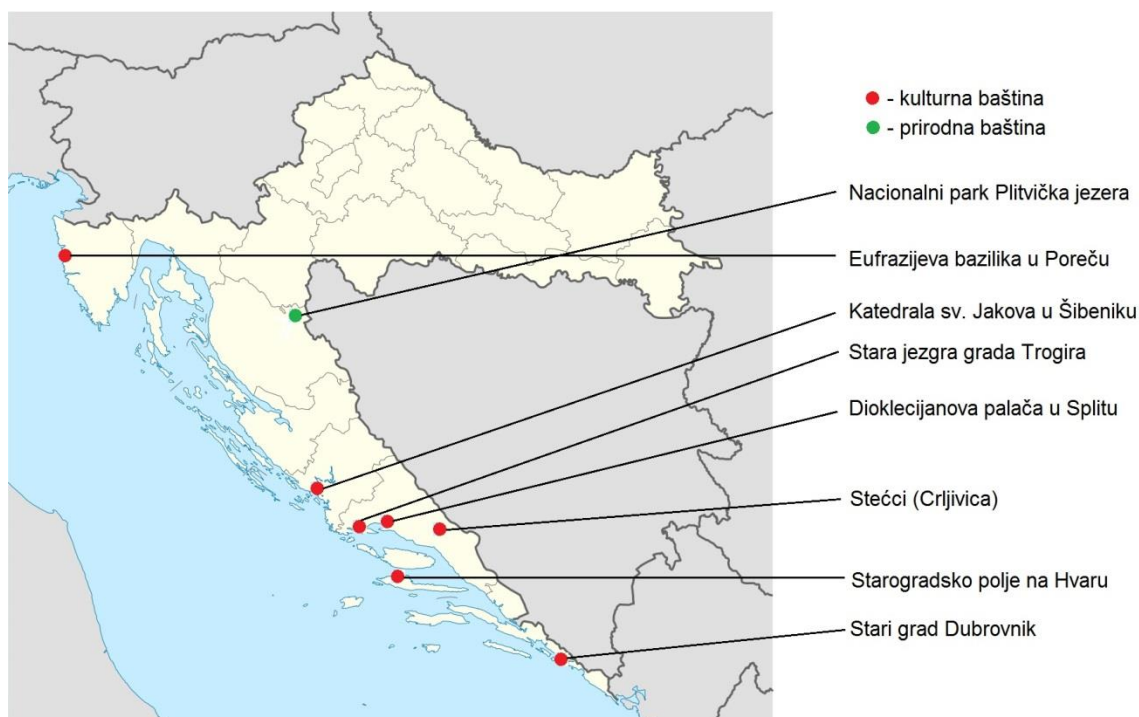 - kulturna baština
- prirodna baština
Nacionalni park Plitvička jezera
Eufrazijeva bazilika u Poreču
Katedrala sv. Jakova u Šibeniku
Stara jezgra grada Trogira
Dioklecijanova palača u Splitu
Stećci (Crljivica)
Starogradsko polje na Hvaru
Stari grad Dubrovnik